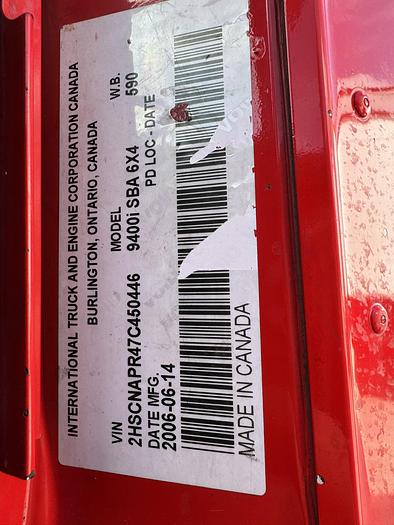 INTERNATIONAL TRUCK AND ENGINE CORPORATION CANADA
BURLINGTON, ONTARIO, CANADA
VIN MODEL W.B.
2HSCNAPR47C450446 9400i SBA 6X4 590
DATE MFG. PD LOC - DATE
2006-06-14
MADE IN CANADA